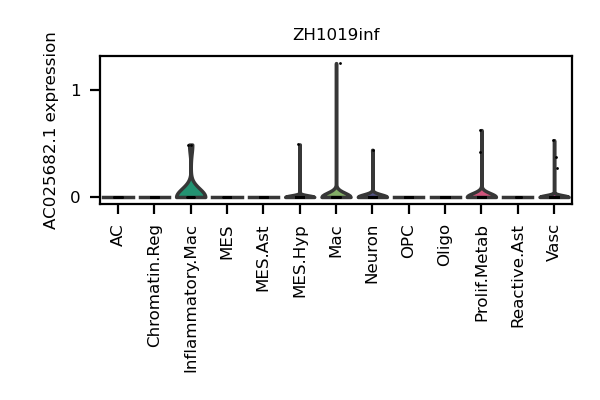 ZH1019inf
AC025682.1 expression
1
0
AC
Chromatin.Reg
Inflammatory.Mac
MES
MES.Ast
MES.Hyp
Mac
Neuron
OPC
Oligo
Prolif.Metab
Reactive.Ast
Vasc